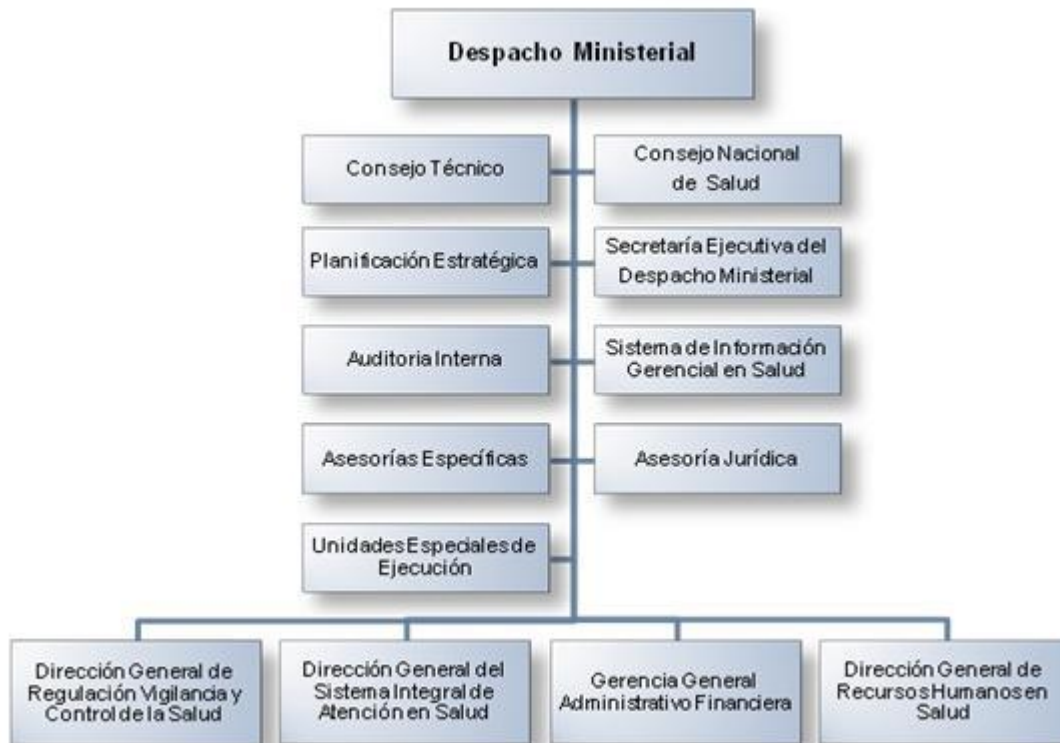 Despacho Ministerial
Consejo Técnico
Consejo Nacional
de Salud
Planificación Estratégica
Secretaría Ejecutiva del
Despacho Ministerial
Auditoria Interna
Sistema de Información
Gerencial en Salud
Asesorías Específicas
Asesoría Jurídica
Unidades Especiales de
Ejecución
Dirección General de
Regulación Vigilancia y
Control de la Salud
Dirección General del
Sistema Integral de
Atención en Salud
Gerencia General
Administrativo Financiera
Dirección General de
Recursos Humanos en
Salud